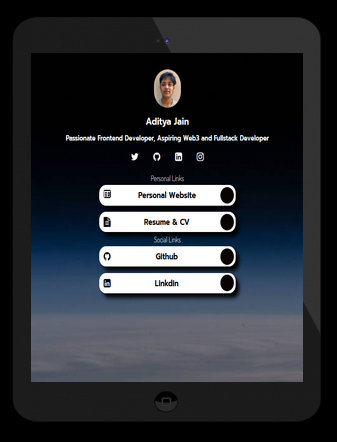 Aditya Jain
Passionate Frontend Developer, Aspiring Web3 and Fullstack Developer
Personal Links
Personal Website
Resume & CV
Social Links
Github
Linkdin